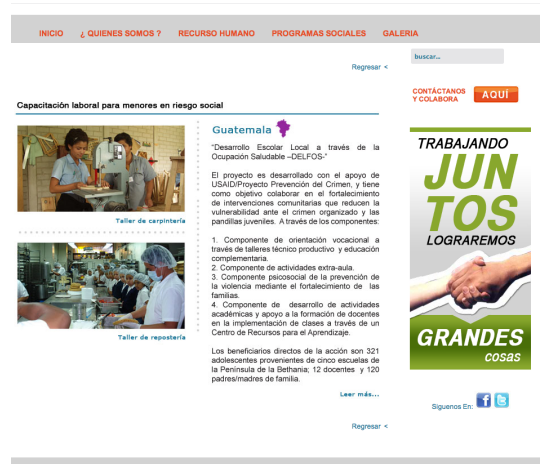 INICIO ¿ QUIENES SOMOS ? RECURSO HUMANO PROGRAMAS SOCIALES GALERIA
buscar...
Regresar <
CONTÁCTANOS
Y COLABORA
AQUÍ
Capacitación laboral para menores en riesgo social
Guatemala
"Desarrollo Escolar Local a través de la
Ocupación Saludable –DELFOS-"
El proyecto es desarrollado con el apoyo de
USAID/Proyecto Prevención del Crimen, y tiene
como objetivo colaborar en el fortalecimiento
de intervenciones comunitarias que reducen la
vulnerabilidad ante el crimen organizado y las
pandillas juveniles. A través de los componentes:
1. Componente de orientación vocacional a
través de talleres técnico productivo y educación
complementaria.
2. Componente de actividades extra-aula.
3. Componente psicosocial de la prevención de
la violencia mediante el fortalecimiento de las
familias.
4. Componente de desarrollo de actividades
académicas y apoyo a la formación de docentes
en la implementación de clases a través de un
Centro de Recursos para el Aprendizaje.
Los beneficiarios directos de la acción son 321
adolescentes provenientes de cinco escuelas de
la Península de la Bethania; 12 docentes y 120
padres/madres de familia.
Leer más...
Regresar <
Taller de carpintería
Taller de repostería
TRABAJANDO
JUN
TOS
LOGRAREMOS
GRANDES
COSAS
Siguenos En: